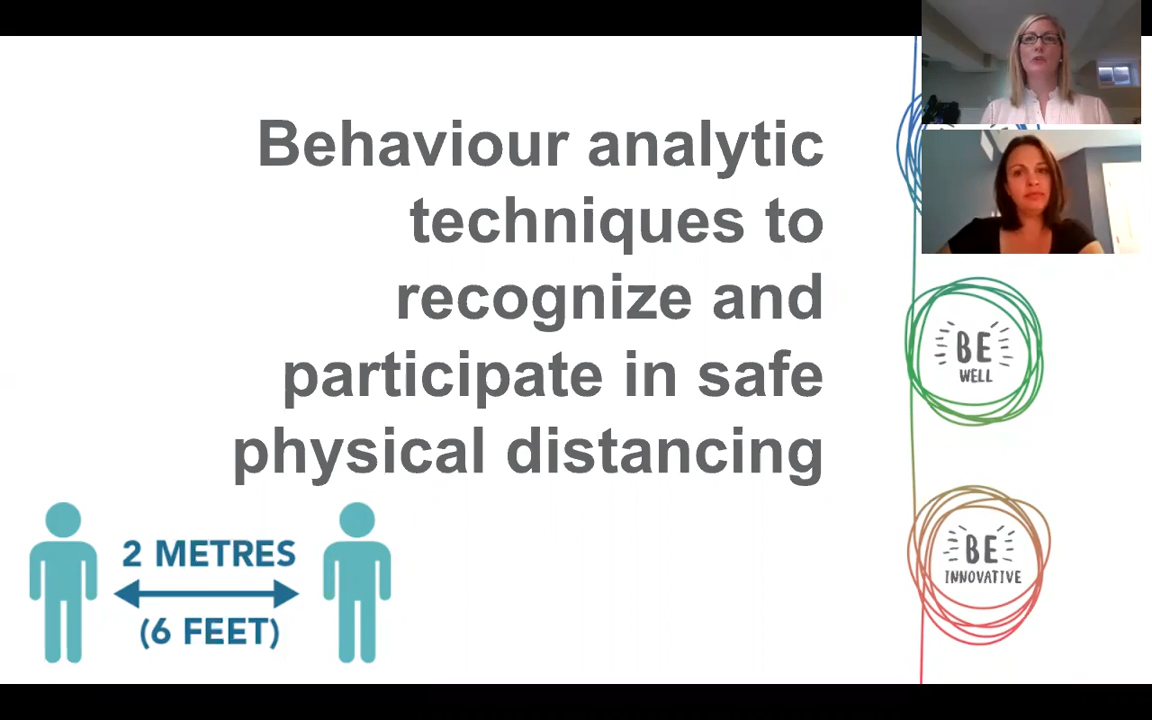 Behaviour analytic
techniques to
recognize and
participate in safe
physical distancing
2 METRES
(6 FEET)
BE
WELL
BE
INNOVATIVE